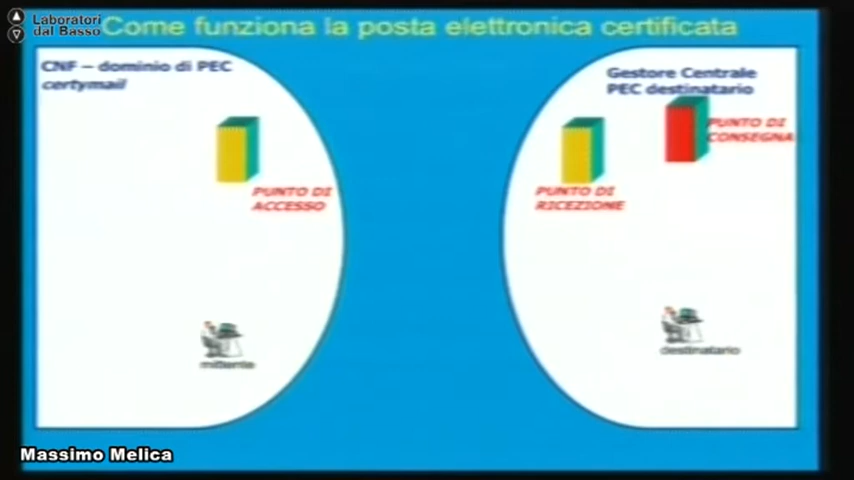 Laboratori
dal Basso
Come funziona la posta elettronica certificata
CNF – dominio di PEC
certymail
Gestore Centrale
PEC destinatario
PUNTO DI
CONSEGNA
PUNTO DI
ACCESSO
PUNTO DI
RICEZIONE
mittente
destinatario
Massimo Melica